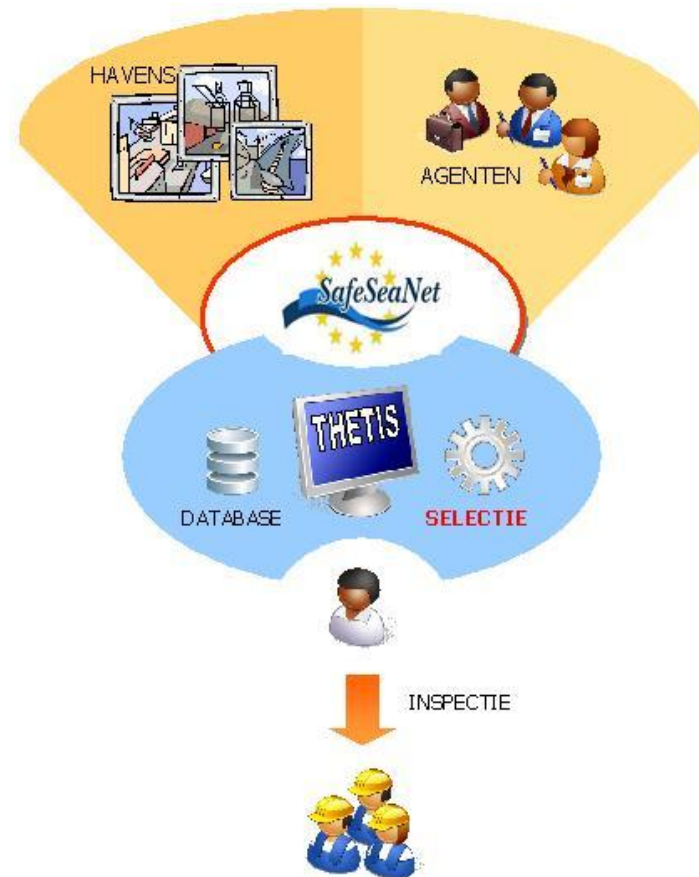 HAVENS
AGENTEN
SafeSeaNet
THETIS
DATABASE
SELECTIE
INSPECTIE